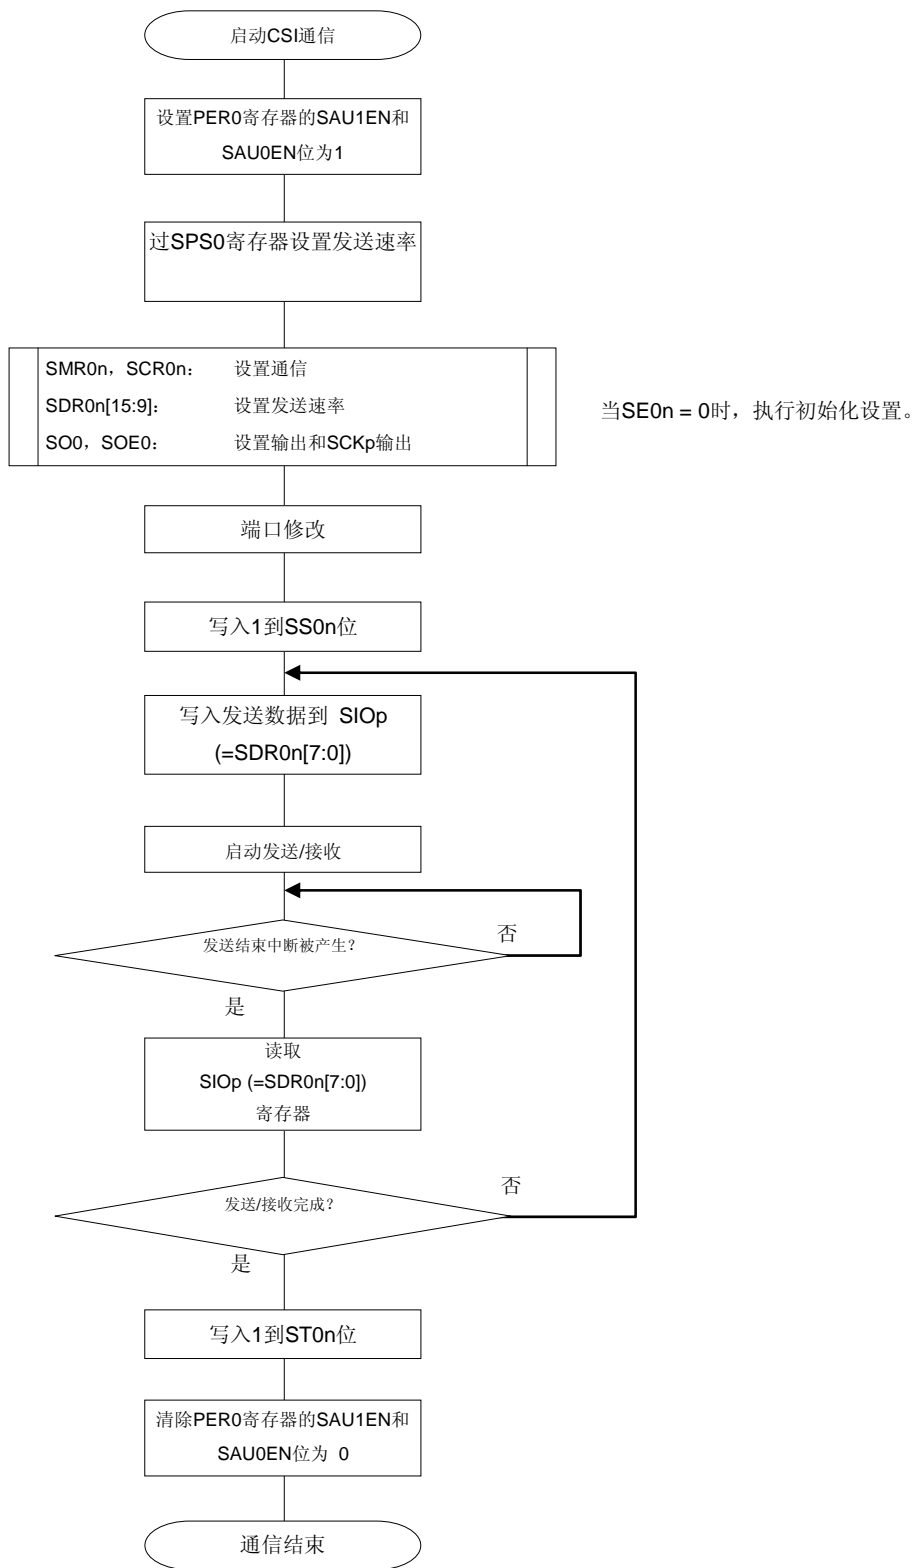 启动CSI通信
设置PER0寄存器的SAU1EN和
SAU0EN位为1
过SPS0寄存器设置发送速率
SMR0n，SCR0n： 设置通信
SDR0n[15:9]： 设置发送速率
SO0，SOE0： 设置输出和SCKp输出
当SE0n = 0时，执行初始化设置。
端口修改
写入1到SS0n位
写入发送数据到 SIOp
(=SDR0n[7:0])
启动发送/接收
发送结束中断被产生？
否
是
读取
SIOp (=SDR0n[7:0])
寄存器
发送/接收完成？
否
是
写入1到ST0n位
清除PER0寄存器的SAU1EN和
SAU0EN位为 0
通信结束